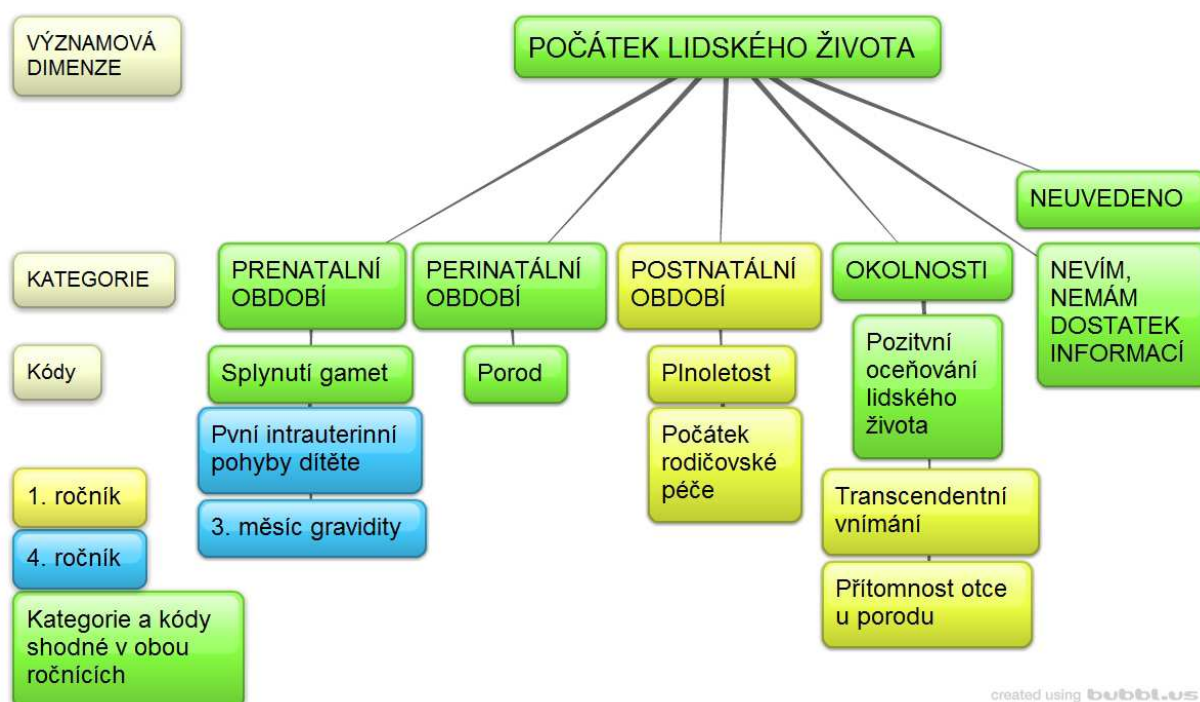 VÝZNAMOVÁ
DIMENZE
POČÁTEK LIDSKÉHO ŽIVOTA
NEUVEDENO
KATEGORIE
PRENATALNÍ
OBDOBÍ
PERINATÁLNÍ
OBDOBÍ
POSTNATÁLNÍ
OBDOBÍ
OKOLNOSTI
NEVÍM,
NEMÁM
DOSTATEK
INFORMACÍ
Kódy
Splynutí gamet
Porod
Plnoletost
Pozitvní
oceňování
lidského
života
Pvní intrauterinní
pohyby dítěte
Počátek
rodičovské
péče
1. ročník
3. měsíc gravidity
Transcendentní
vnímání
4. ročník
Přítomnost otce
u porodu
Kategorie a kódy
shodné v obou
ročnících
created using bubbl.us